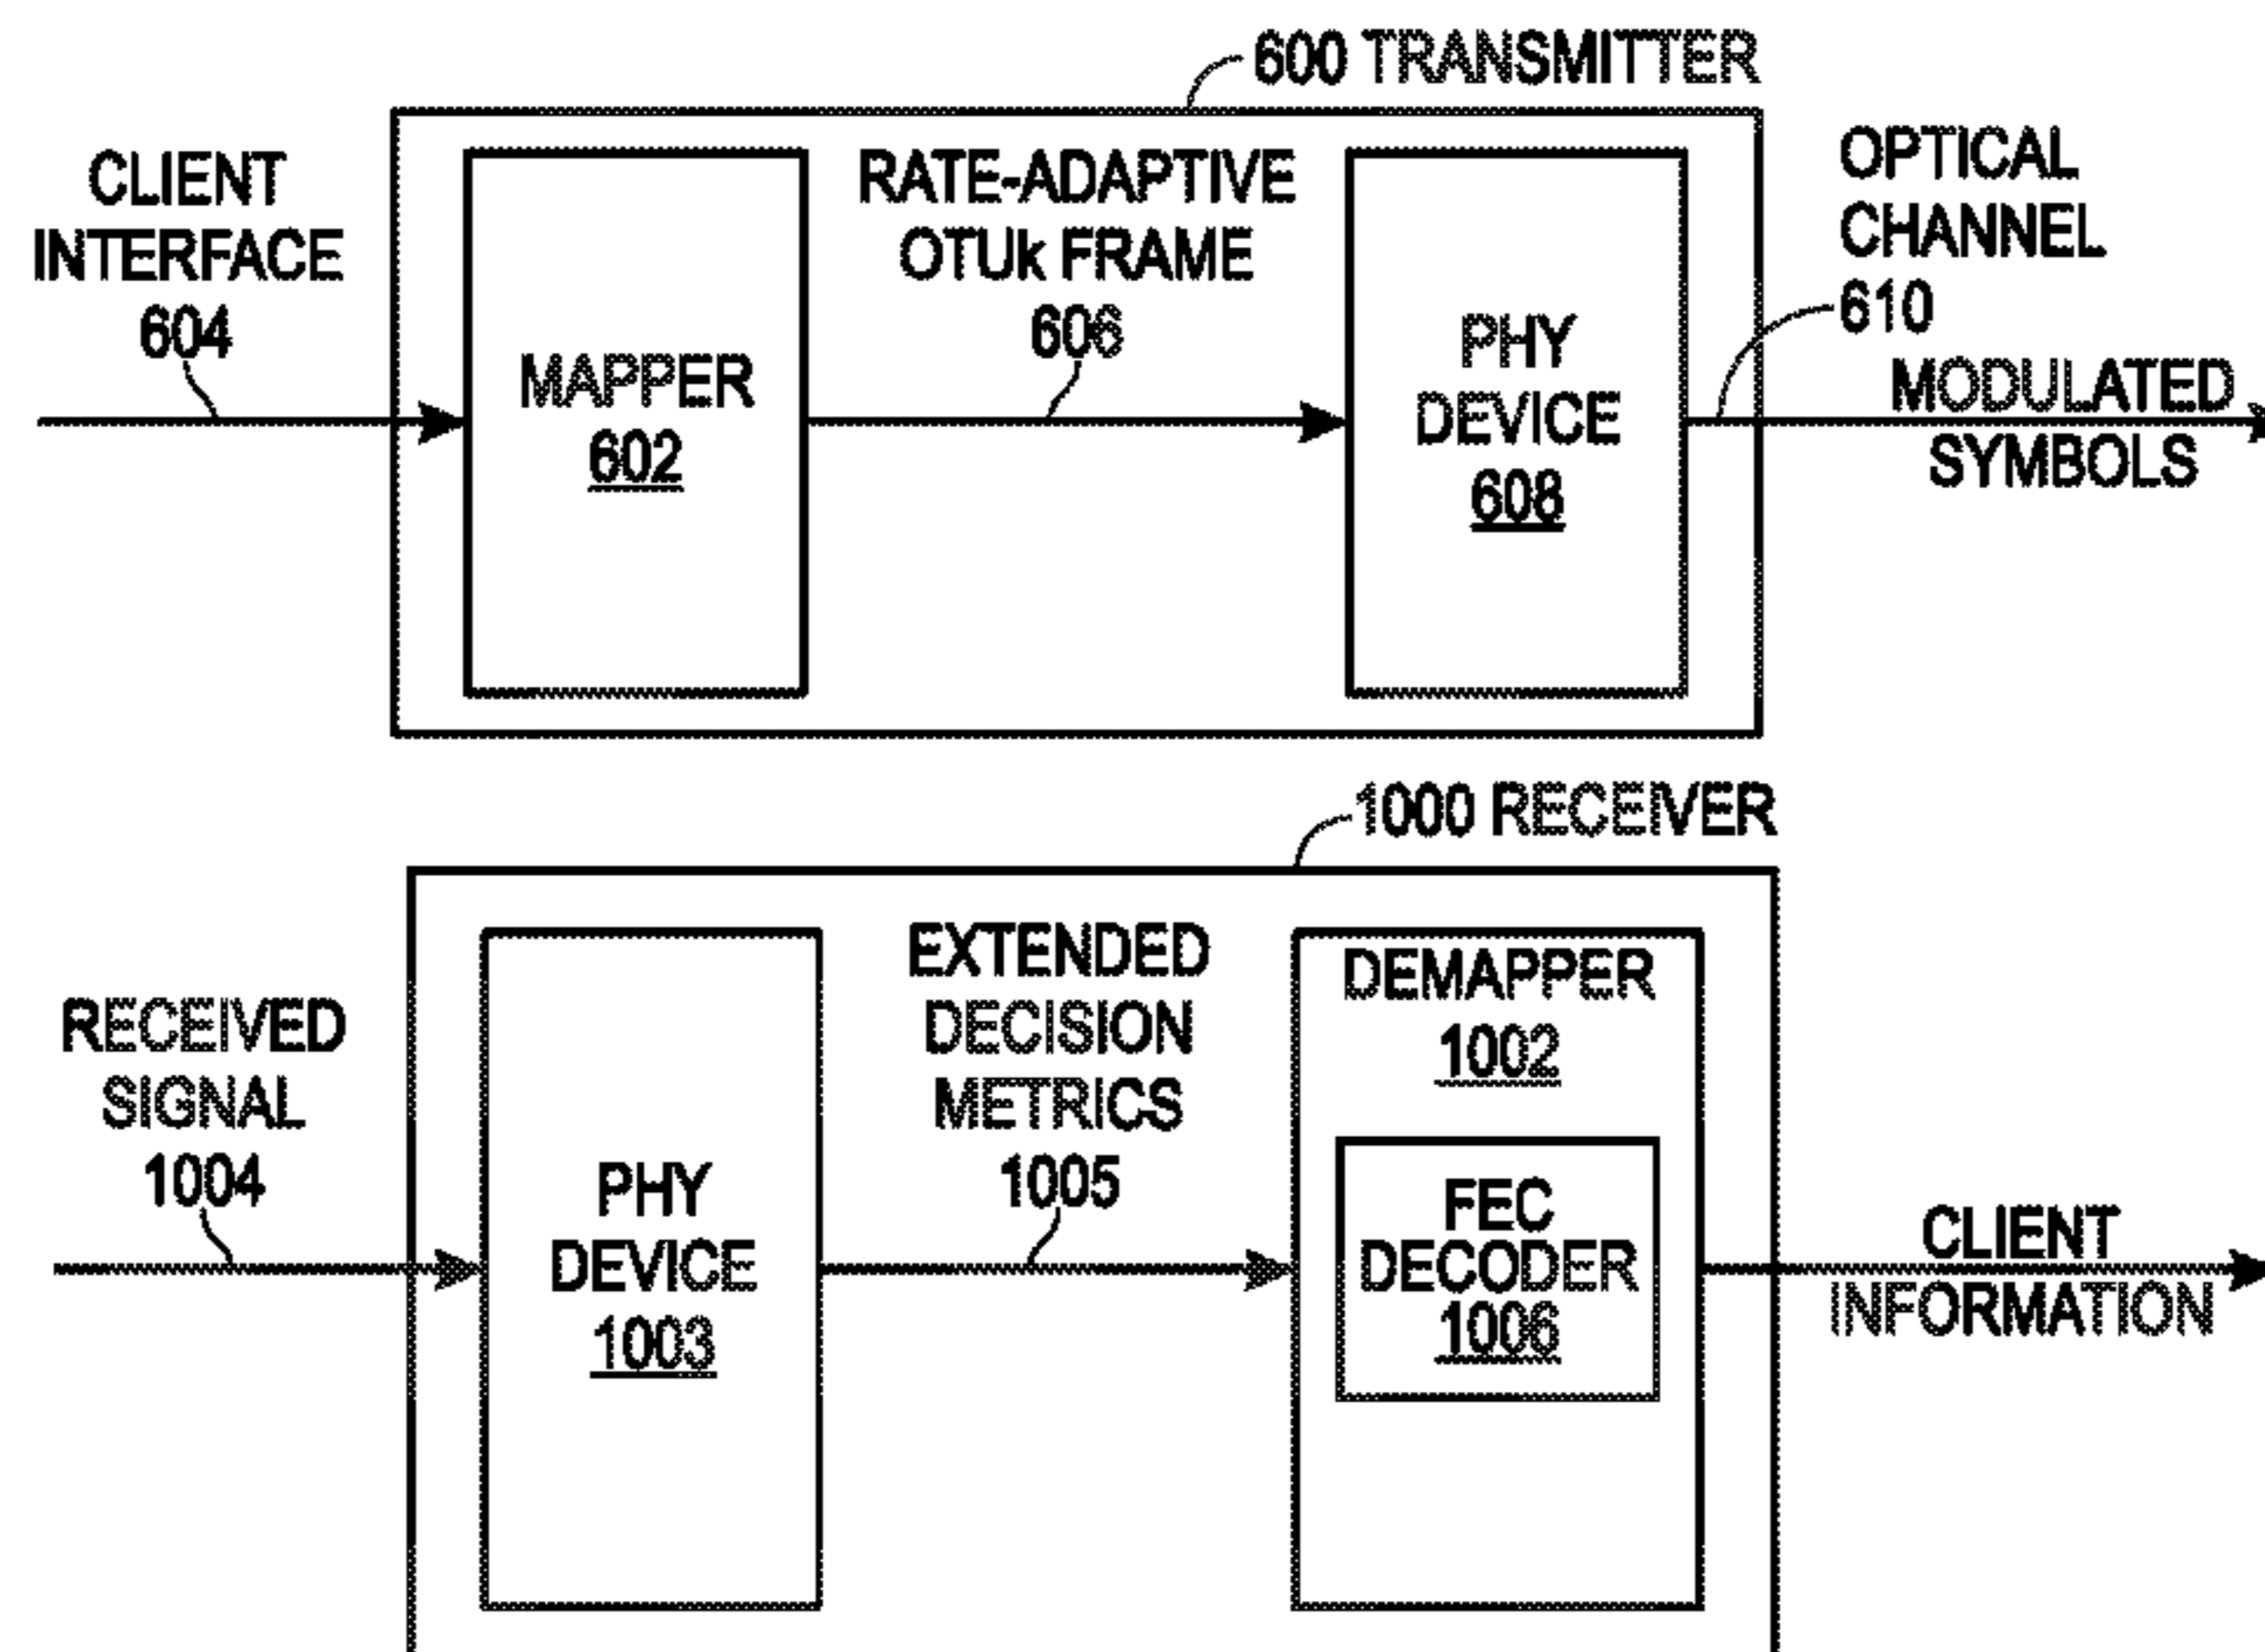 600 TRANSMITTER
CLIENT
INTERFACE
604
MAPPER
602
RATE-ADAPTIVE
OTUk FRAME
606
PHY
DEVICE
608
OPTICAL
CHANNEL
610
MODULATED
SYMBOLS
1000 RECEIVER
RECEIVED
SIGNAL
1004
PHY
DEVICE
1003
EXTENDED
DECISION
METRICS
1005
DEMAPPER
1002
FEC
DECODER
1006
CLIENT
INFORMATION